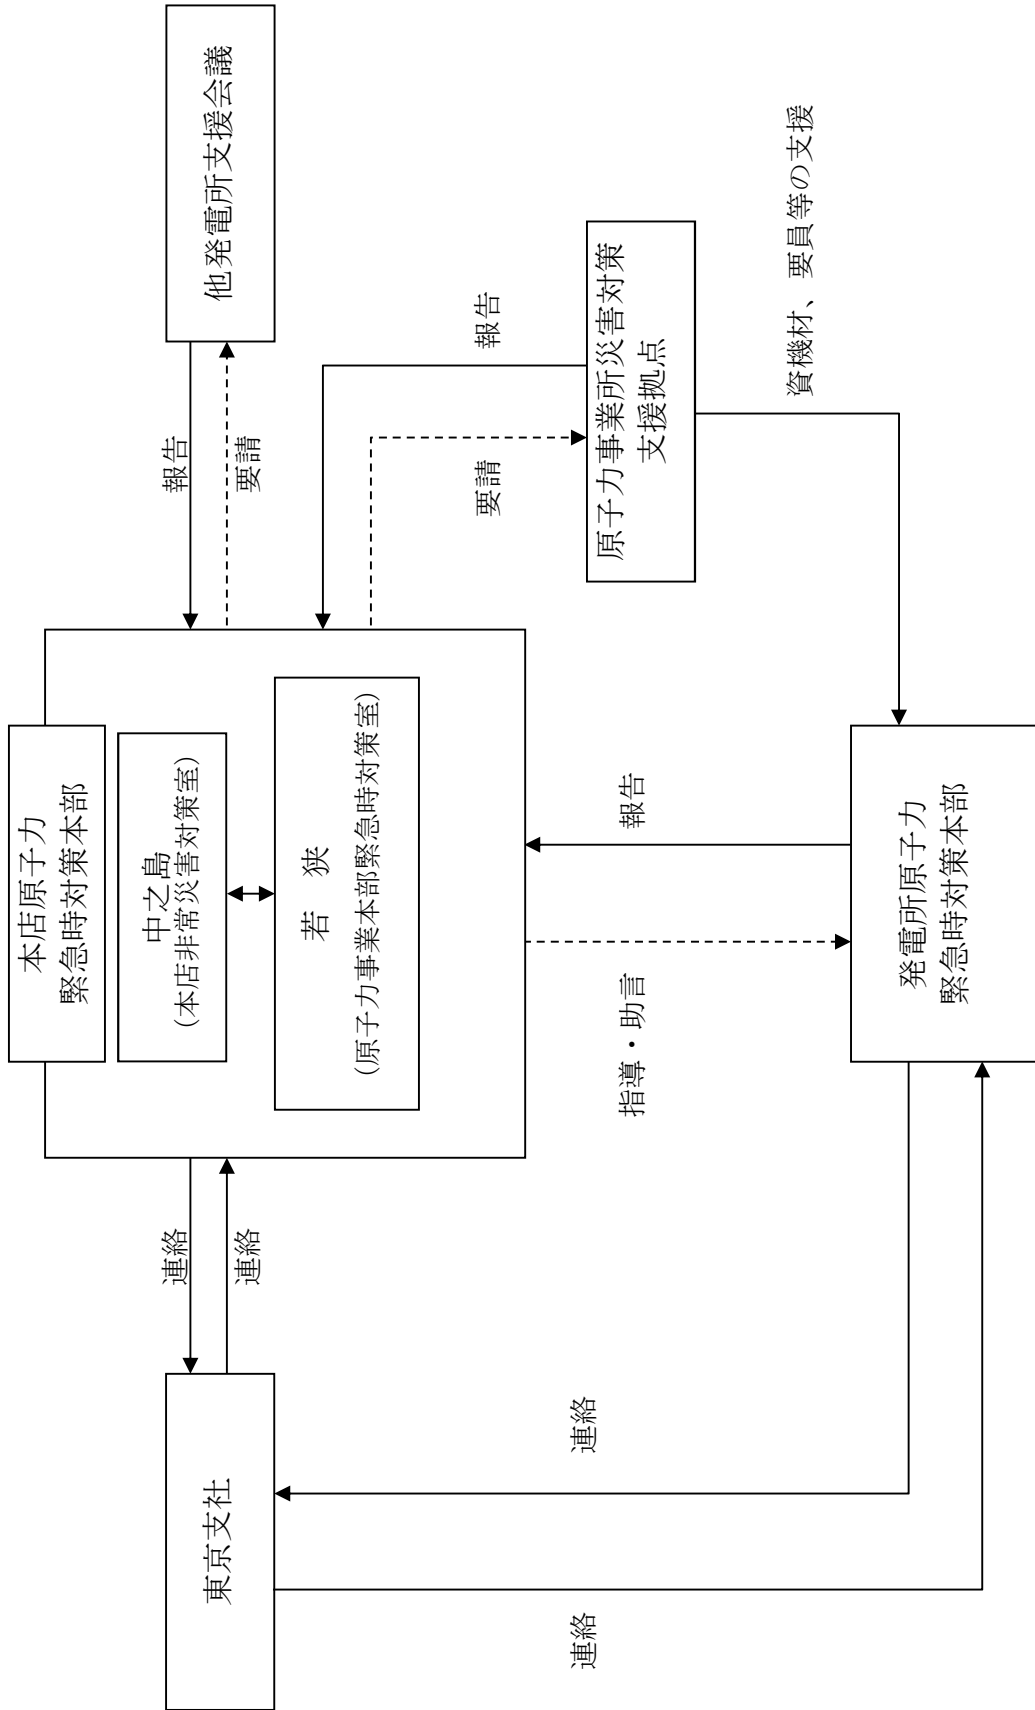 本店原子力
緊急時対策本部
中之島
(本店非常災害対策室)
若 狭
(原子力事業本部緊急時対策室)
東京支社
連絡
連絡
報告
要請
他発電所支援会議
報告
要請
原子力事業所災害対策
支援拠点
資機材、要員等の支援
指導・助言
報告
連絡
連絡
発電所原子力
緊急時対策本部